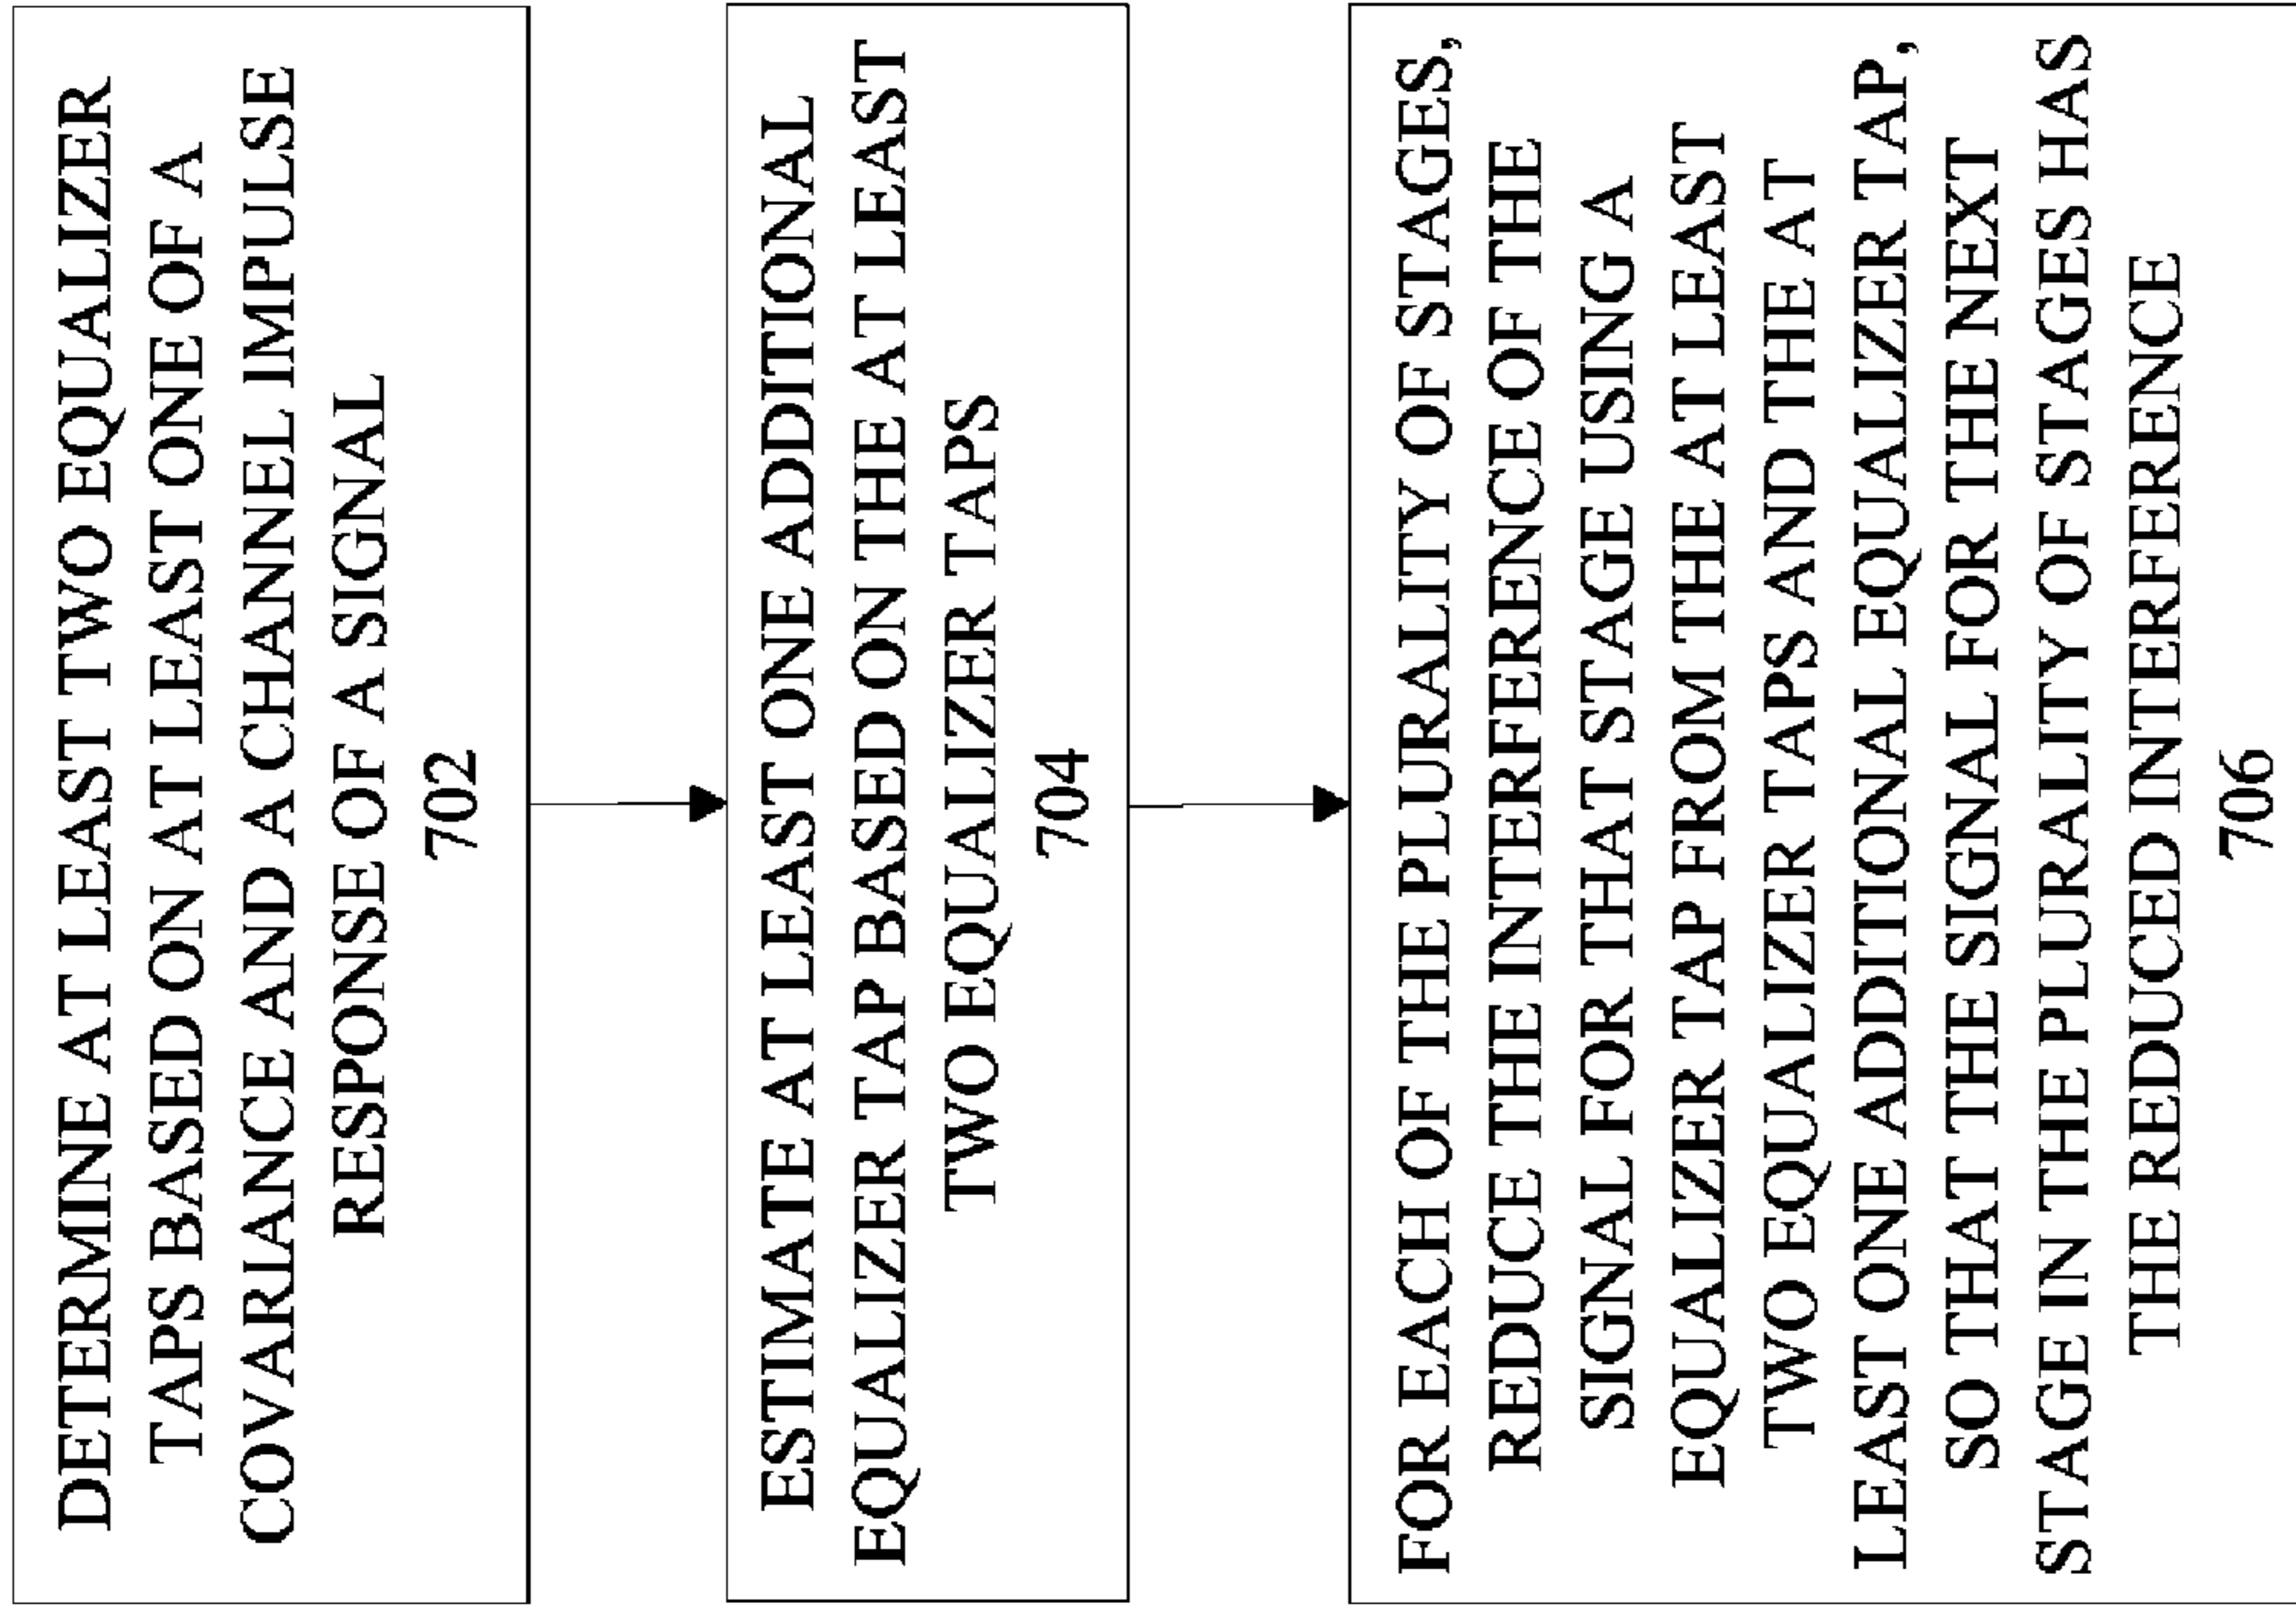 DETERMINE AT LEAST TWO EQUALIZER
TAPS BASED ON AT LEAST ONE OF A
COVARIANCE AND A CHANNEL IMPULSE
RESPONSE OF A SIGNAL
702
ESTIMATE AT LEAST ONE ADDITIONAL
EQUALIZER TAP BASED ON THE AT LEAST
TWO EQUALIZER TAPS
704
FOR EACH OF THE PLURALITY OF STAGES,
REDUCE THE INTERFERENCE OF THE
SIGNAL FOR THAT STAGE USING A
EQUALIZER TAP FROM THE AT LEAST
TWO EQUALIZER TAPS AND THE AT
LEAST ONE ADDITIONAL EQUALIZER TAP,
SO THAT THE SIGNAL FOR THE NEXT
STAGE IN THE PLURALITY OF STAGES HAS
THE REDUCED INTERFERENCE
706